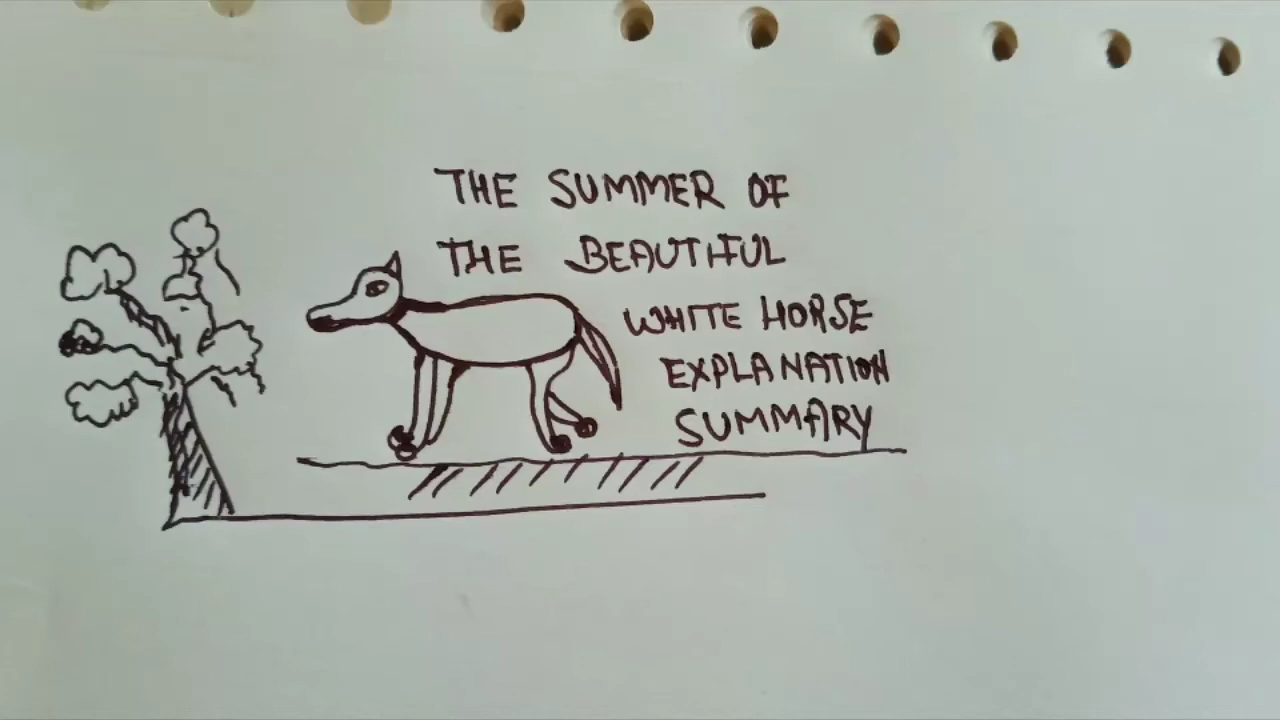 THE SUMMER OF
THE BEAUTIFUL
WHITE HORSE
EXPLANATION
SUMMARY